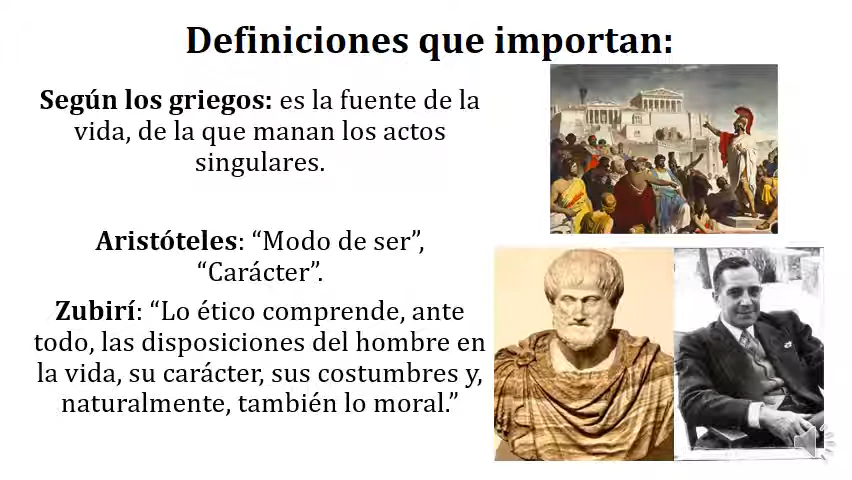 Definiciones que importan:
Según los griegos: es la fuente de la
vida, de la que manan los actos
singulares.
Aristóteles: “Modo de ser”,
“Carácter”.
Zubirí: “Lo ético comprende, ante
todo, las disposiciones del hombre en
la vida, su carácter, sus costumbres y,
naturalmente, también lo moral.”